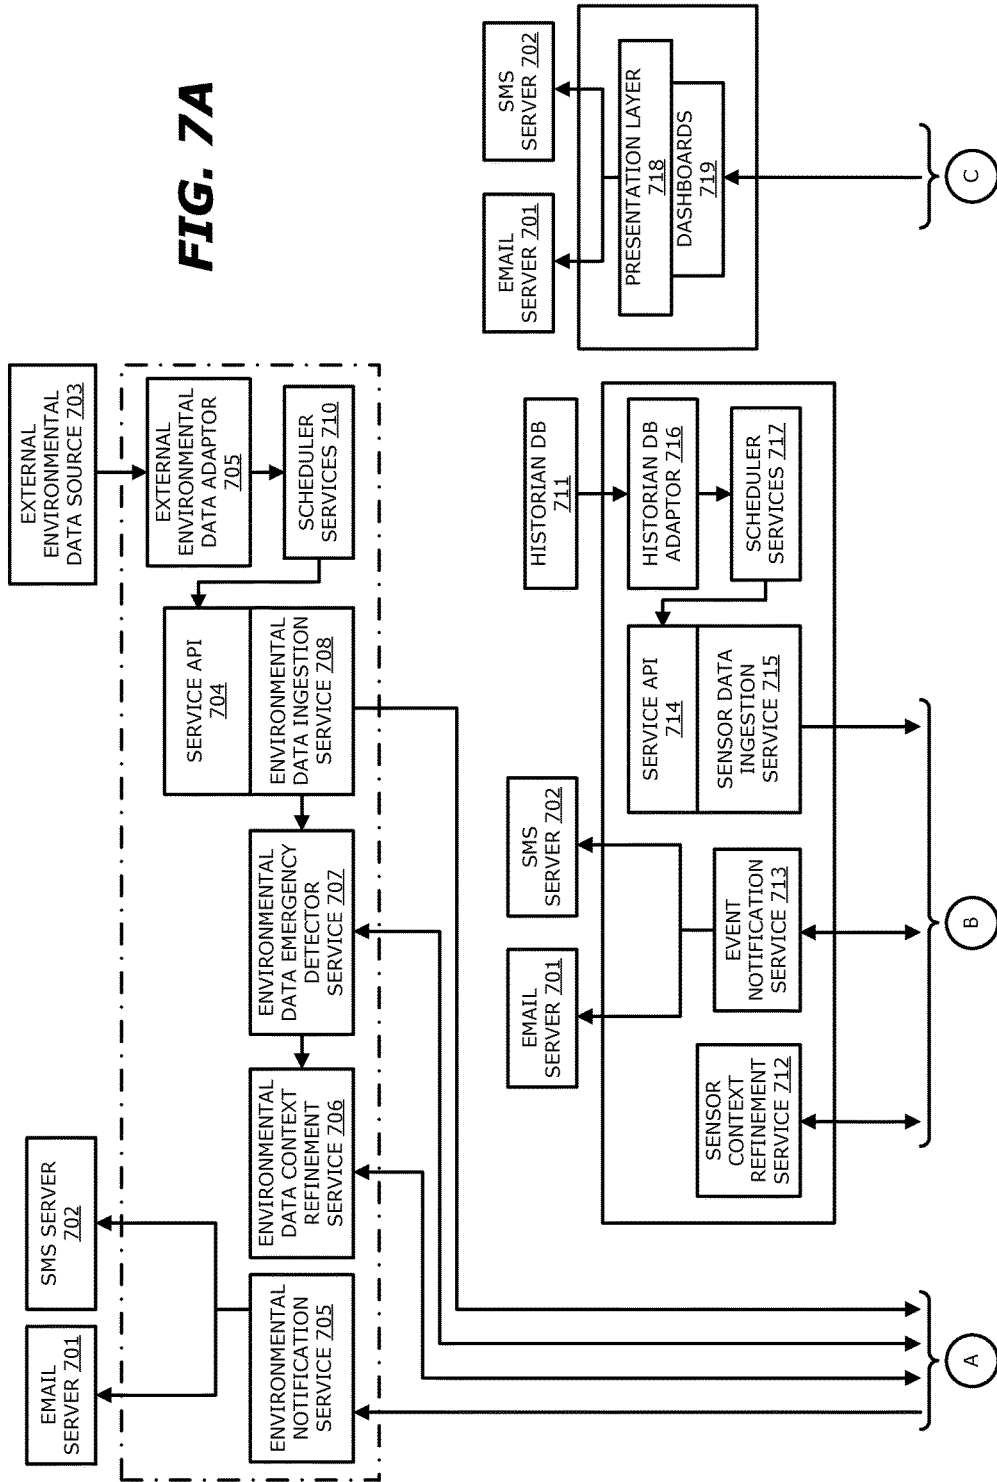 EMAIL
SERVER 701
SMS SERVER
702
EXTERNAL
ENVIRONMENTAL
DATA SOURCE 703
ENVIRONMENTAL
NOTIFICATION
SERVICE 705
ENVIRONMENTAL
DATA CONTEXT
REFINEMENT
SERVICE 706
ENVIRONMENTAL
DATA EMERGENCY
DETECTOR
SERVICE 707
SERVICE API
704
ENVIRONMENTAL
DATA INGESTION
SERVICE 708
EXTERNAL
ENVIRONMENTAL
DATA ADAPTOR
705
SCHEDULER
SERVICES 710
FIG. 7A
EMAIL
SERVER 701
SMS
SERVER 702
HISTORIAN DB
711
SENSOR
CONTEXT
REFINEMENT
SERVICE 712
EVENT
NOTIFICATION
SERVICE 713
SERVICE API
714
SENSOR DATA
INGESTION
SERVICE 715
HISTORIAN DB
ADAPTOR 716
SCHEDULER
SERVICES 717
EMAIL
SERVER 701
SMS
SERVER 702
PRESENTATION LAYER
718
DASHBOARDS
719
A
B
C